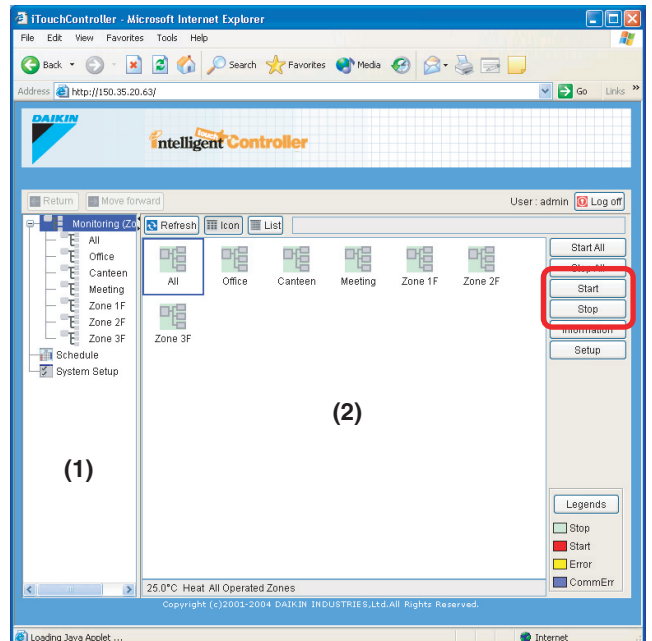 iTouchController - Microsoft Internet Explorer
File Edit View Favorites Tools Help
Back Search Favorites Media
Address http://150.35.20.63/ Go Links »
DAIKIN
intelligent Touch Controller
Return Move forward User : admin Log off
Monitoring (Zo
All
Office
Canteen
Meeting
Zone 1F
Zone 2F
Zone 3F
Schedule
System Setup
(1)
Refresh Icon List
All Office Canteen Meeting Zone 1F Zone 2F
Zone 3F
(2)
Start All
Stop All
Start
Stop
Information
Setup
Legends
Stop
Start
Error
CommErr
25.0°C Heat All Operated Zones
Copyright (c)2001-2004 DAIKIN INDUSTRIES,Ltd.All Rights Reserved.
Loading Java Applet ... Internet